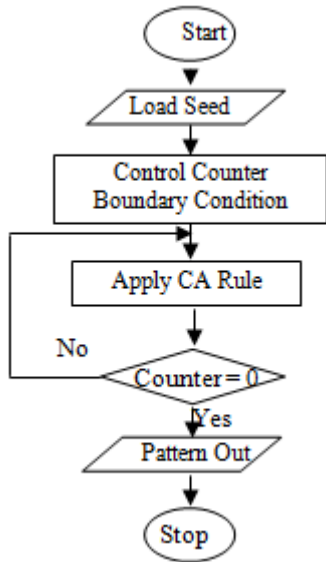 Start
Load Seed
Control Counter
Boundary Condition
Apply CA Rule
No
Counter = 0
Yes
Pattern Out
Stop